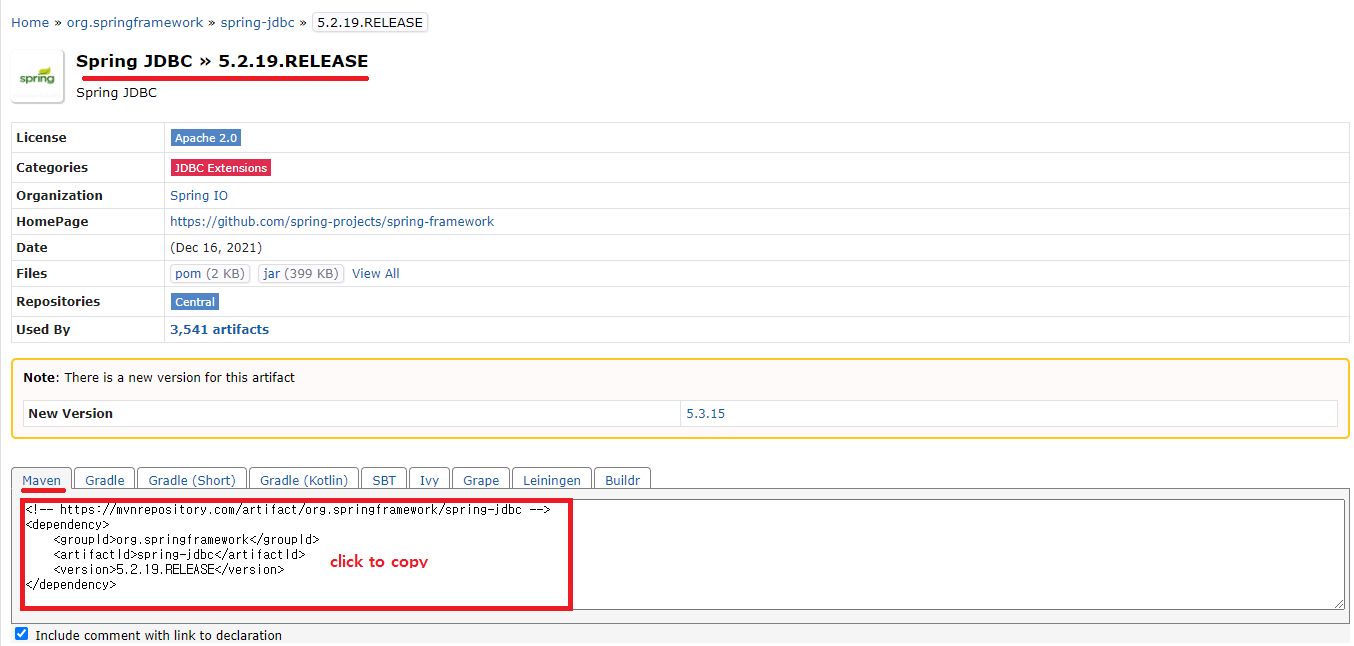 Home » org.springframework » spring-jdbc » 5.2.19.RELEASE
spring
Spring JDBC » 5.2.19.RELEASE
Spring JDBC
License Apache 2.0
Categories JDBC Extensions
Organization Spring IO
HomePage https://github.com/spring-projects/spring-framework
Date (Dec 16, 2021)
Files pom (2 KB) jar (399 KB) View All
Repositories Central
Used By 3,541 artifacts
Note: There is a new version for this artifact
New Version 5.3.15
Maven Gradle Gradle (Short) Gradle (Kotlin) SBT Ivy Grape Leiningen Buildr
<!-- https://mvnrepository.com/artifact/org.springframework/spring-jdbc -->
<dependency>
    <groupId>org.springframework</groupId>
    <artifactId>spring-jdbc</artifactId>
    <version>5.2.19.RELEASE</version>
</dependency>
click to copy
Include comment with link to declaration